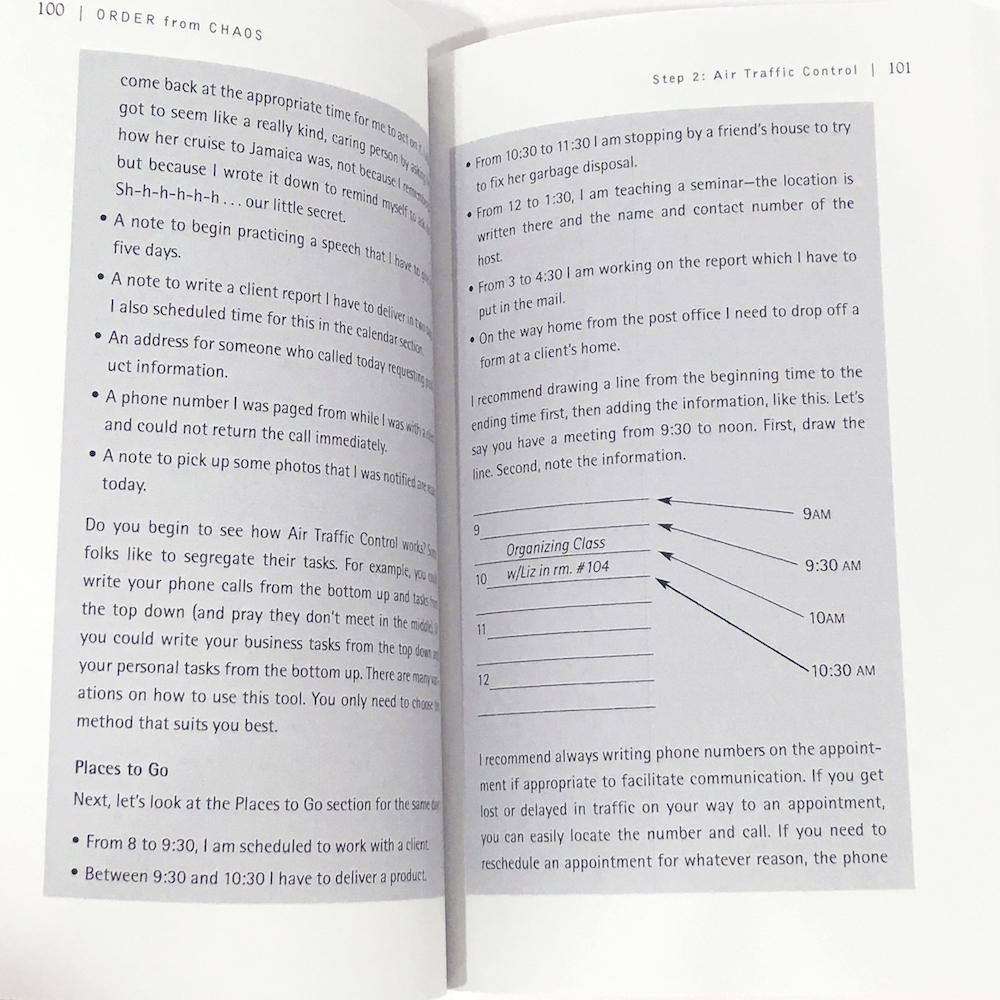 100 | ORDER from CHAOS
come back at the appropriate time for me to act on
got to seem like a really kind, caring person by asking
how her cruise to Jamaica was, not because I
but because I wrote it down to remind myself to
Sh-h-h-h-h-h . . . our little secret.
• A note to begin practicing a speech that I have to
five days.
• A note to write a client report I have to deliver in two
I also scheduled time for this in the calendar section.
• An address for someone who called today requesting
uct information.
• A phone number I was paged from while I was with a
and could not return the call immediately.
• A note to pick up some photos that I was notified are
today.
Do you begin to see how Air Traffic Control works?
folks like to segregate their tasks. For example, you
write your phone calls from the bottom up and tasks
the top down (and pray they don't meet in the middle).
you could write your business tasks from the top down
your personal tasks from the bottom up. There are many
ations on how to use this tool. You only need to choose
method that suits you best.
Places to Go
Next, let's look at the Places to Go section for the same
• From 8 to 9:30, I am scheduled to work with a client.
• Between 9:30 and 10:30 I have to deliver a product.
Step 2: Air Traffic Control | 101
• From 10:30 to 11:30 I am stopping by a friend's house to try
to fix her garbage disposal.
• From 12 to 1:30, I am teaching a seminar—the location is
written there and the name and contact number of the
host.
• From 3 to 4:30 I am working on the report which I have to
put in the mail.
• On the way home from the post office I need to drop off a
form at a client's home.
I recommend drawing a line from the beginning time to the
ending time first, then adding the information, like this. Let's
say you have a meeting from 9:30 to noon. First, draw the
line. Second, note the information.
9AM
9
Organizing Class
9:30 AM
10 w/Liz in rm. #104
10AM
11
10:30 AM
12
I recommend always writing phone numbers on the appoint-
ment if appropriate to facilitate communication. If you get
lost or delayed in traffic on your way to an appointment,
you can easily locate the number and call. If you need to
reschedule an appointment for whatever reason, the phone